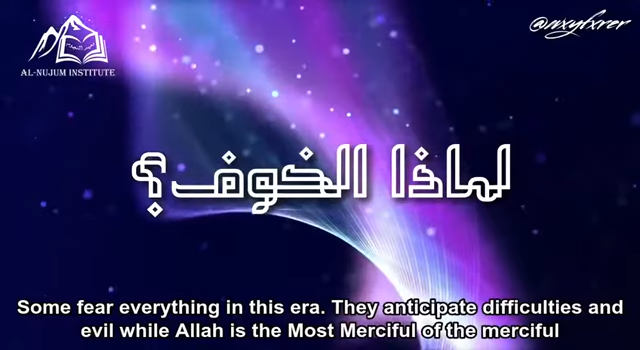 AL-NUJUM INSTITUTE
@nxyfxrer
لماذا الخوف؟
Some fear everything in this era. They anticipate difficulties and
evil while Allah is the Most Merciful of the merciful